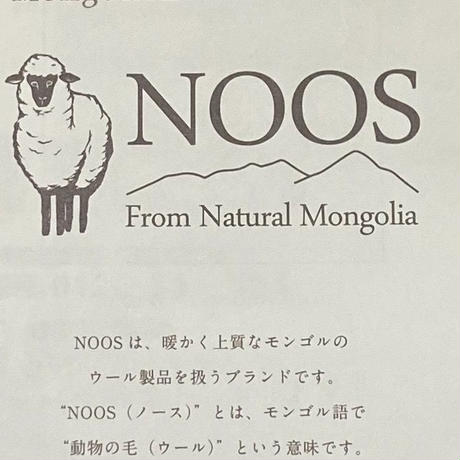 NOOS
From Natural Mongolia
NOOS は、暖かく上質なモンゴルの
ウール製品を扱うブランドです。
“NOOS（ノース）” とは、モンゴル語で
“動物の毛（ウール）” という意味です。